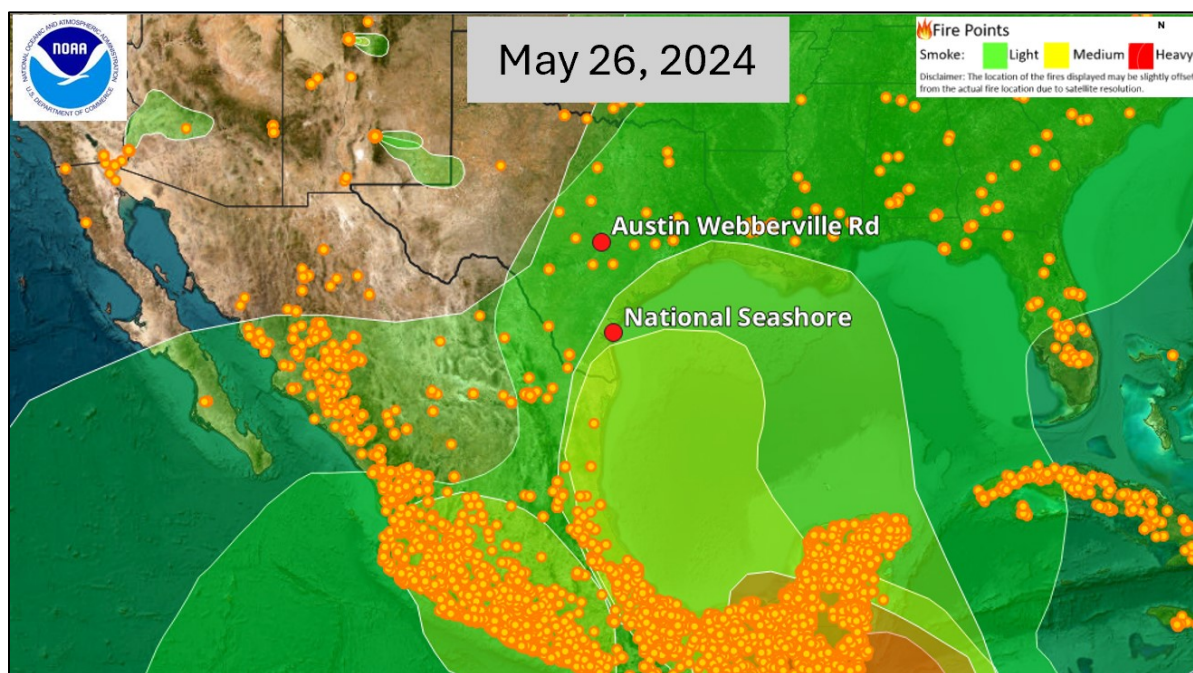 NATIONAL OCEANIC AND ATMOSPHERIC ADMINISTRATION
NOAA
U.S. DEPARTMENT OF COMMERCE
May 26, 2024
Fire Points
N
Smoke: Light Medium Heavy
Disclaimer: The location of the fires displayed may be slightly offset
from the actual fire location due to satellite resolution.
Austin Webberville Rd
National Seashore